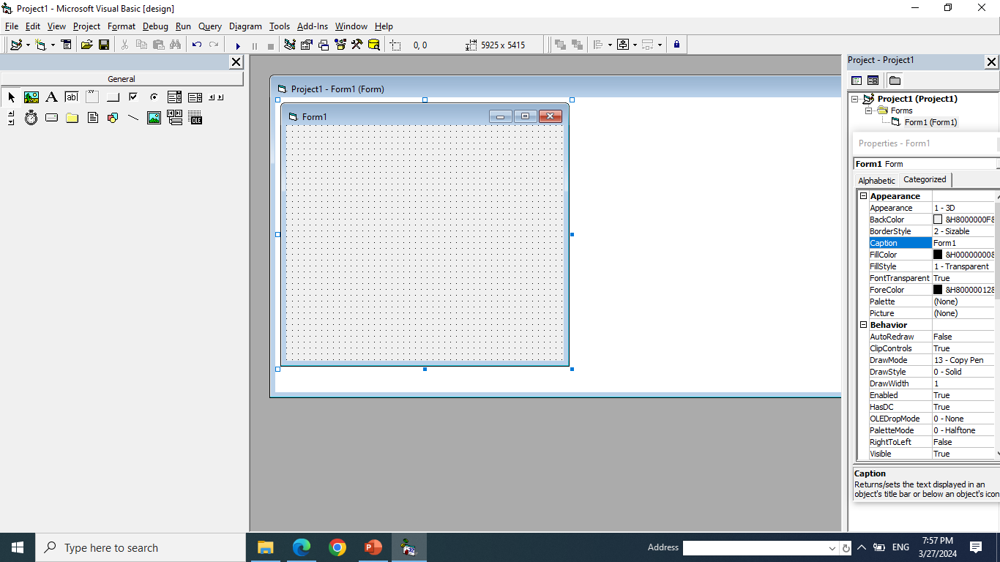 Project1 - Microsoft Visual Basic [design]
File Edit View Project Format Debug Run Query Diagram Tools Add-Ins Window Help
0, 0 5925 x 5415
General
A ab| xy
OLE
Project1 - Form1 (Form)
Form1
Project - Project1
Project1 (Project1)
Forms
Form1 (Form1)
Properties - Form1
Form1 Form
Alphabetic Categorized
Appearance
Appearance 1 - 3D
BackColor &H8000000F&
BorderStyle 2 - Sizable
Caption Form1
FillColor &H00000000&
FillStyle 1 - Transparent
FontTransparent True
ForeColor &H80000012&
Palette (None)
Picture (None)
Behavior
AutoRedraw False
ClipControls True
DrawMode 13 - Copy Pen
DrawStyle 0 - Solid
DrawWidth 1
Enabled True
HasDC True
OLEDropMode 0 - None
PaletteMode 0 - Halftone
RightToLeft False
Visible True
Caption
Returns/sets the text displayed in an
object's title bar or below an object's icon
Type here to search
Address
ENG
7:57 PM
3/27/2024